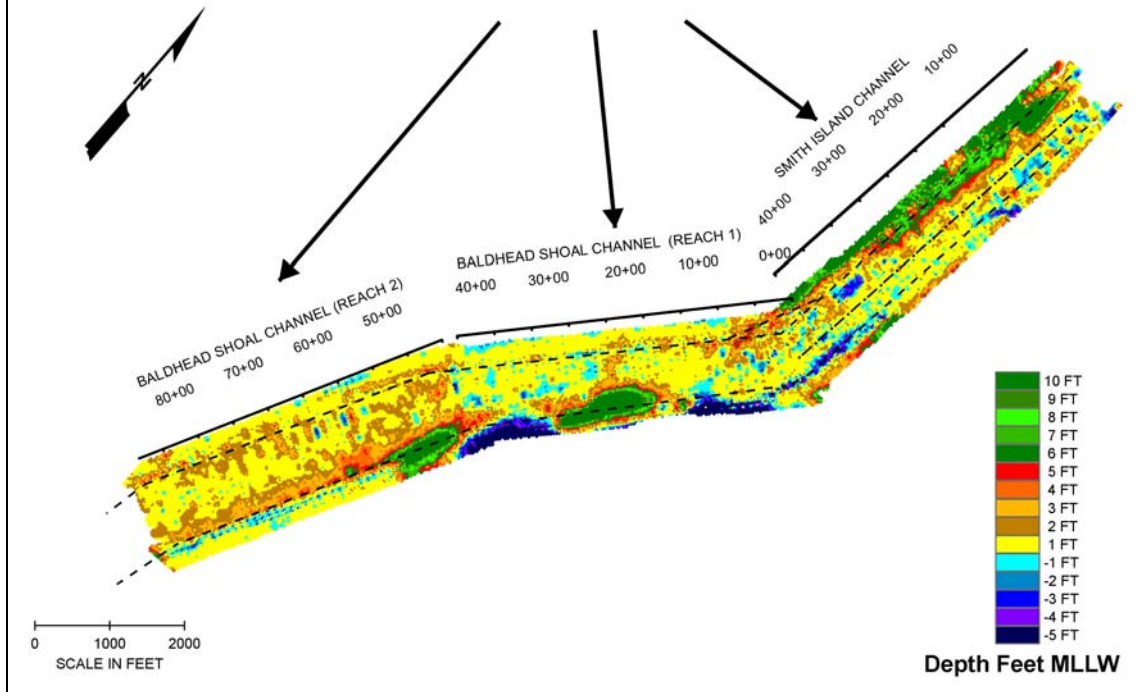 N
SMITH ISLAND CHANNEL
10+00
20+00
30+00
40+00
BALDHEAD SHOAL CHANNEL (REACH 1)
40+00 30+00 20+00 10+00 0+00
BALDHEAD SHOAL CHANNEL (REACH 2)
80+00 70+00 60+00 50+00
10 FT
9 FT
8 FT
7 FT
6 FT
5 FT
4 FT
3 FT
2 FT
1 FT
-1 FT
-2 FT
-3 FT
-4 FT
-5 FT
Depth Feet MLLW
0 1000 2000
SCALE IN FEET